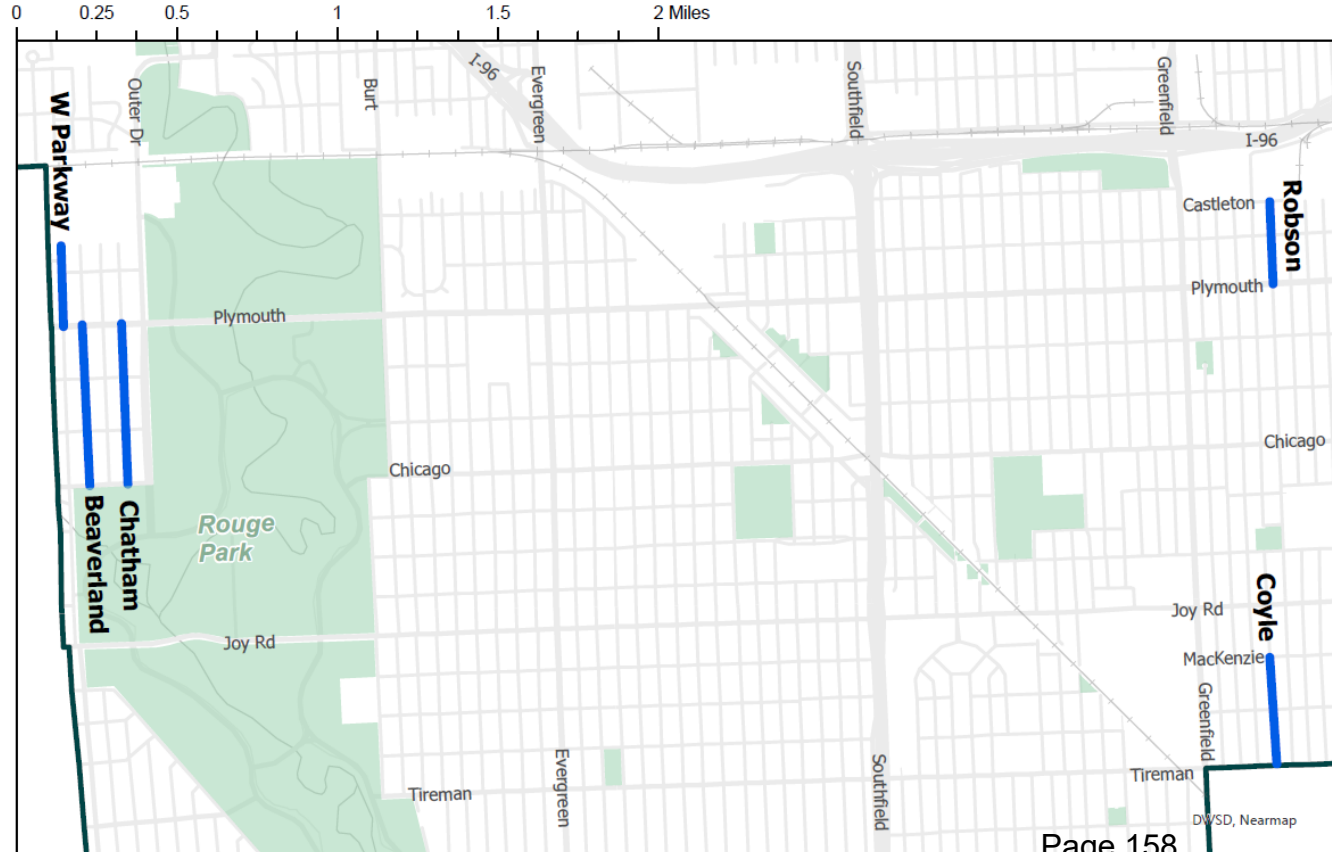 0 0.25 0.5 1 1.5 2 Miles
I-96
Evergreen
Southfield
Greenfield
Burt
Outer Dr
W Parkway
I-96
Castleton
Robson
Plymouth
Plymouth
Chicago
Chicago
Beaverland
Chatham
Rouge
Park
Joy Rd
Joy Rd
Coyle
MacKenzie
Greenfield
Evergreen
Southfield
Tireman
Tireman
DWSD, Nearmap
Page 158